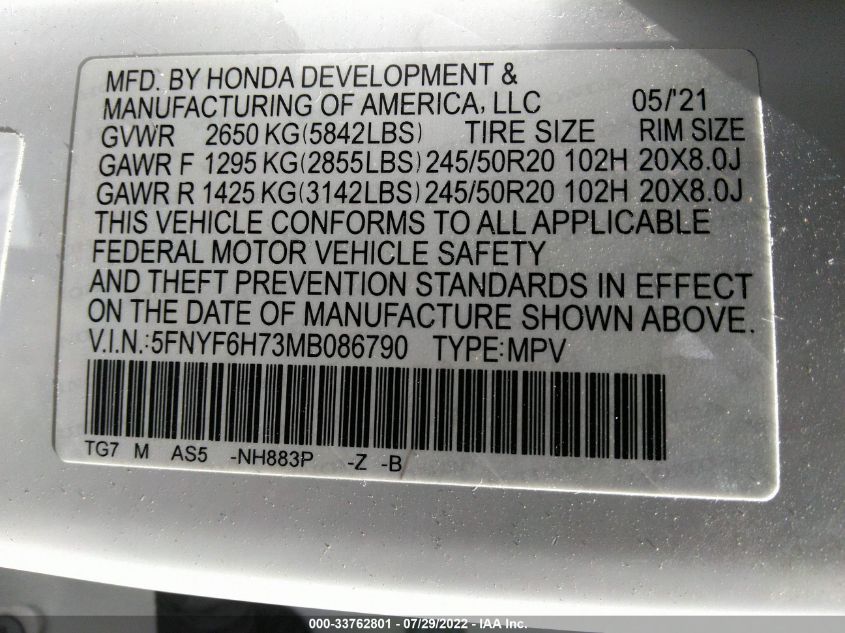 MFD. BY HONDA DEVELOPMENT &
MANUFACTURING OF AMERICA, LLC 05/'21
GVWR 2650 KG(5842LBS) TIRE SIZE RIM SIZE
GAWR F 1295 KG(2855LBS) 245/50R20 102H 20X8.0J
GAWR R 1425 KG(3142LBS) 245/50R20 102H 20X8.0J
THIS VEHICLE CONFORMS TO ALL APPLICABLE
FEDERAL MOTOR VEHICLE SAFETY
AND THEFT PREVENTION STANDARDS IN EFFECT
ON THE DATE OF MANUFACTURE SHOWN ABOVE.
V.I.N.:5FNYF6H73MB086790 TYPE:MPV
TG7 M AS5 -NH883P -Z -B
000-33762801 - 07/29/2022 - IAA Inc.